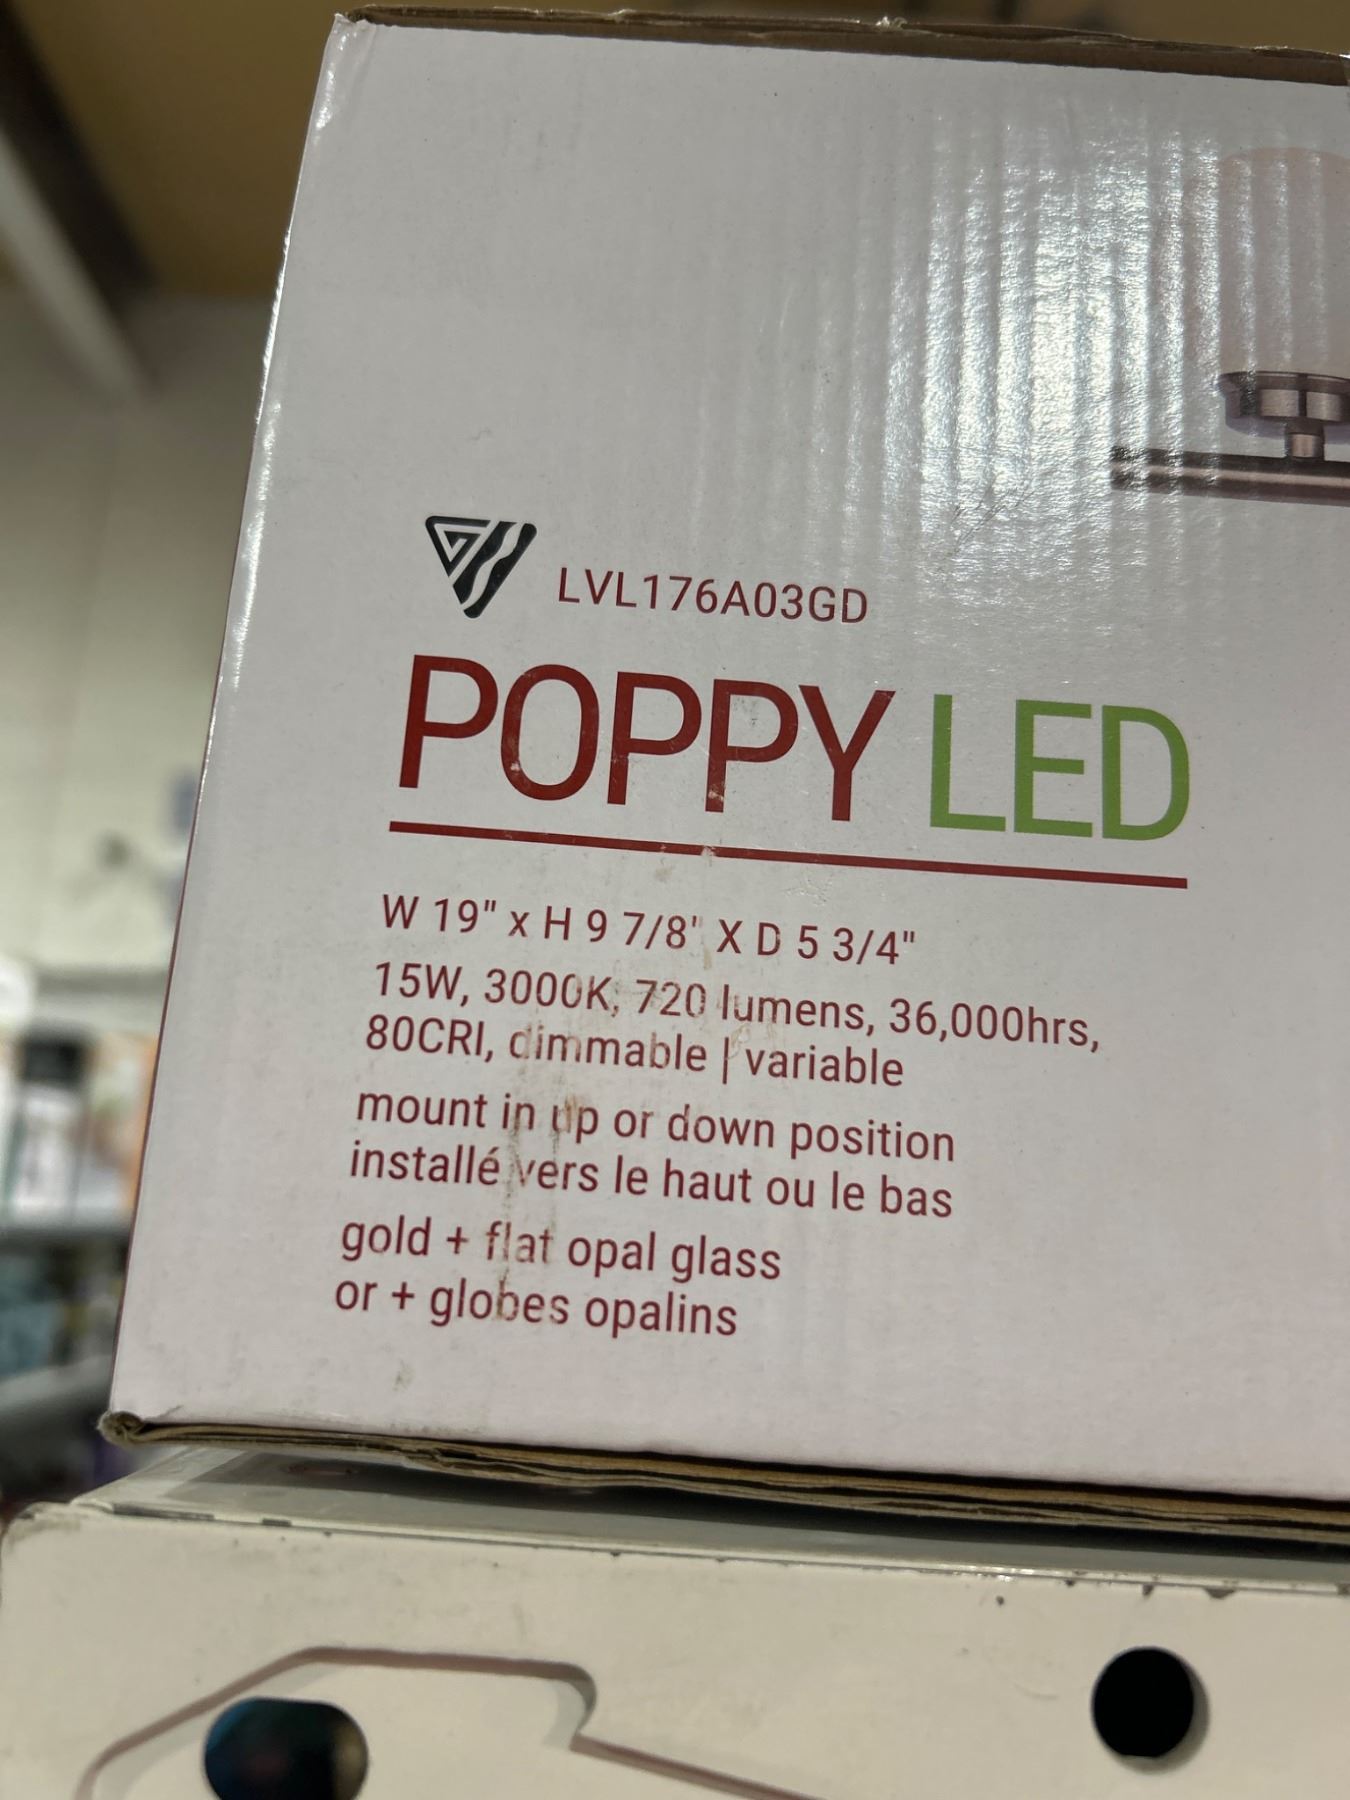 LVL176A03GD
POPPY LED
W 19" x H 9 7/8" X D 5 3/4"
15W, 3000K, 720 lumens, 36,000hrs,
80CRI, dimmable | variable
mount in up or down position
installé vers le haut ou le bas
gold + flat opal glass
or + globes opalins